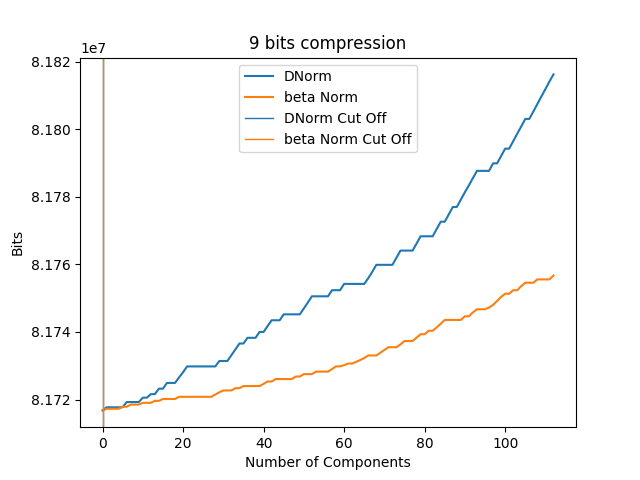 9 bits compression
1e7
8.182
8.180
8.178
8.176
8.174
8.172
Bits
DNorm
beta Norm
DNorm Cut Off
beta Norm Cut Off
0 20 40 60 80 100
Number of Components